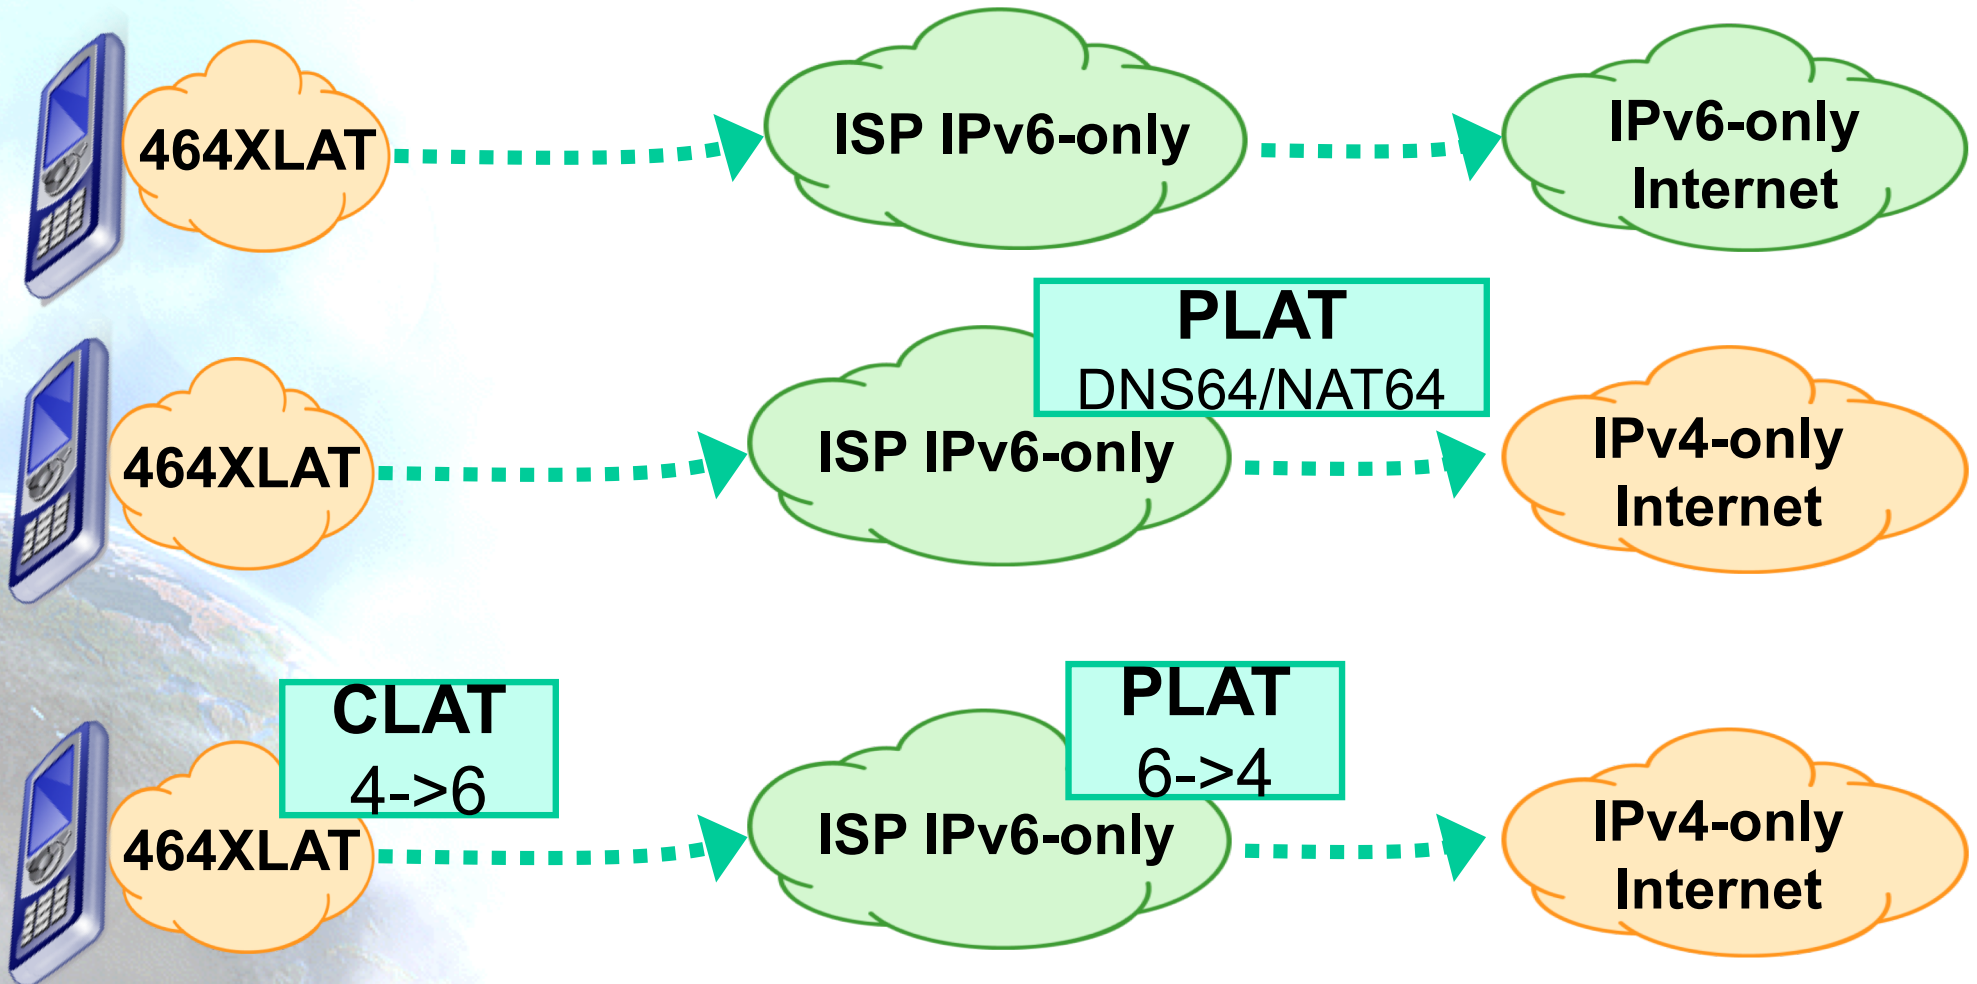 464XLAT
ISP IPv6-only
IPv6-only
Internet
PLAT
DNS64/NAT64
464XLAT
ISP IPv6-only
IPv4-only
Internet
CLAT
4->6
PLAT
6->4
464XLAT
ISP IPv6-only
IPv4-only
Internet